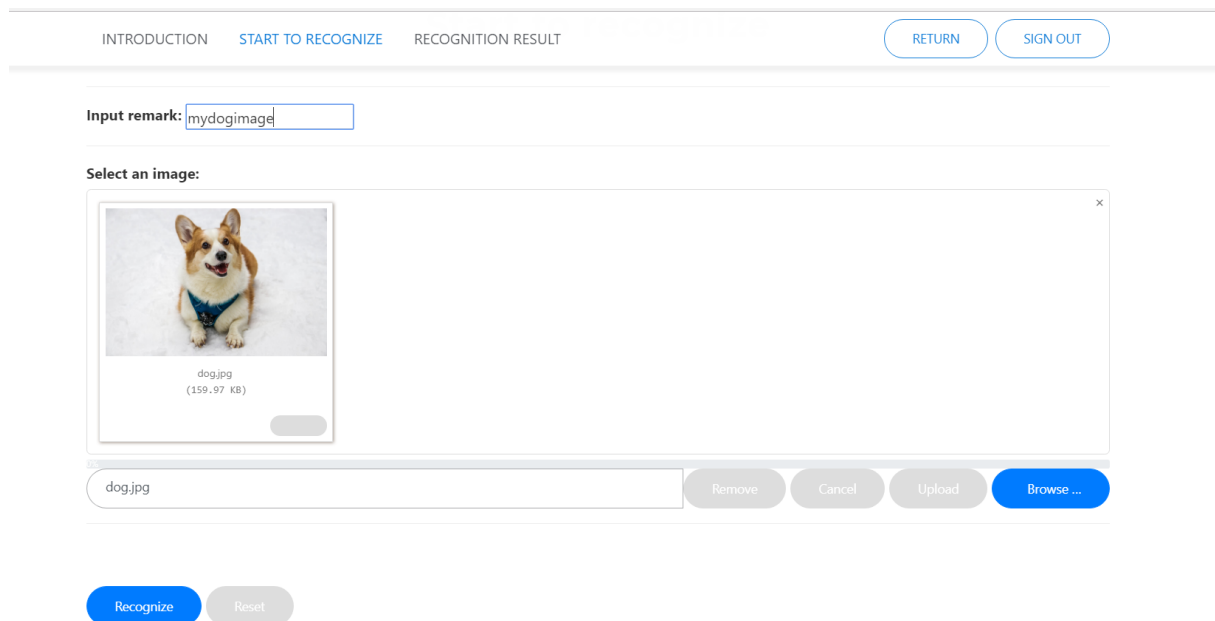 INTRODUCTION START TO RECOGNIZE RECOGNITION RESULT RETURN SIGN OUT
Input remark: mydogimage
Select an image:
×
dog.jpg
(159.97 KB)
dog.jpg Remove Cancel Upload Browse ...
Recognize Reset